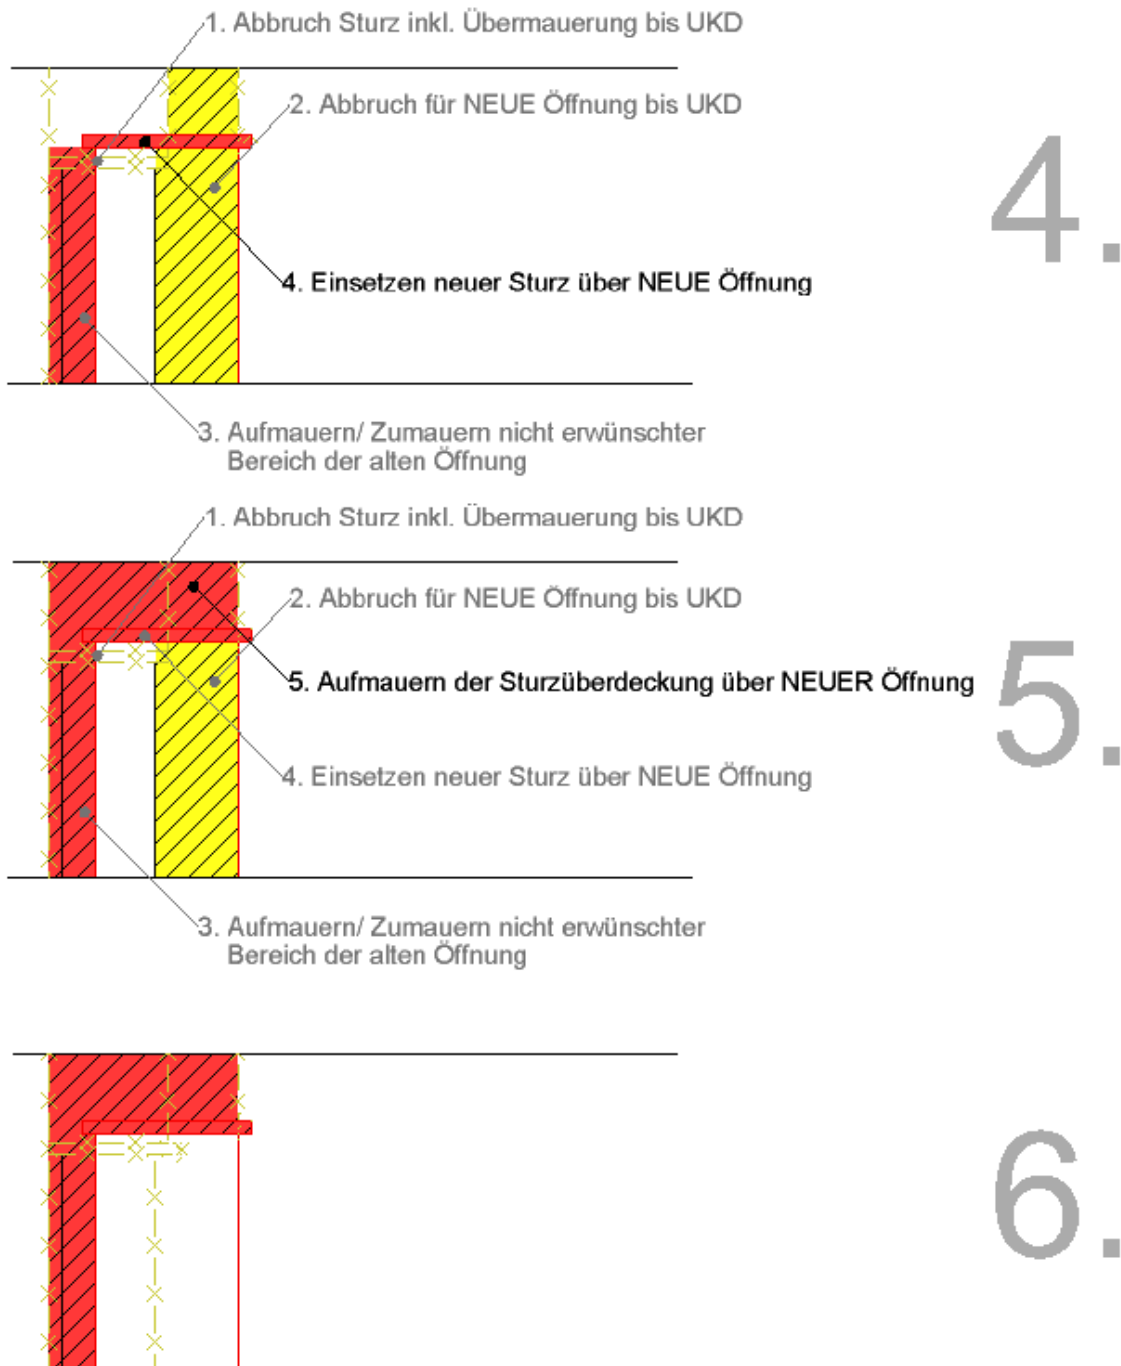 1. Abbruch Sturz inkl. Übermauerung bis UKD
2. Abbruch für NEUE Öffnung bis UKD
4.
4. Einsetzen neuer Sturz über NEUE Öffnung
3. Aufmauern/ Zumauern nicht erwünschter
Bereich der alten Öffnung
1. Abbruch Sturz inkl. Übermauerung bis UKD
2. Abbruch für NEUE Öffnung bis UKD
5. Aufmauern der Sturzüberdeckung über NEUER Öffnung
5.
4. Einsetzen neuer Sturz über NEUE Öffnung
3. Aufmauern/ Zumauern nicht erwünschter
Bereich der alten Öffnung
6.